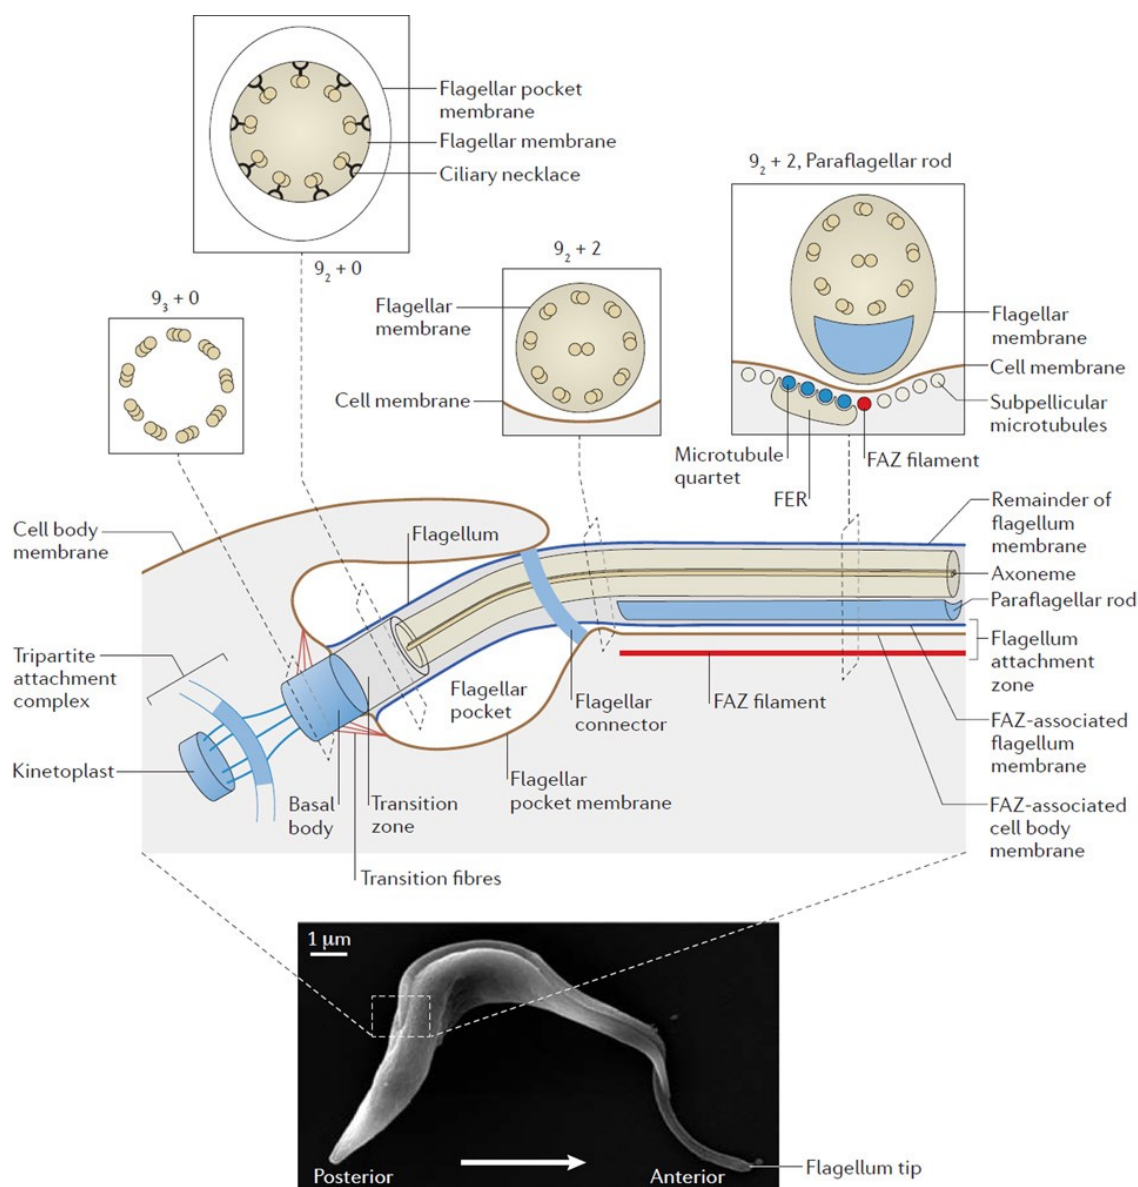 Flagellar pocket
membrane
Flagellar membrane
Ciliary necklace
9₂ + 0
9₂ + 2, Paraflagellar rod
9₂ + 2
9₃ + 0
Flagellar
membrane
Cell membrane
Flagellar
membrane
Cell membrane
Subpellicular
microtubules
Microtubule
quartet
FAZ filament
FER
Cell body
membrane
Flagellum
Remainder of
flagellum
membrane
Axoneme
Paraflagellar rod
Flagellum
attachment
zone
Tripartite
attachment
complex
Flagellar
pocket
Flagellar
connector
FAZ filament
FAZ-associated
flagellum
membrane
Kinetoplast
Basal
body
Transition
zone
Flagellar
pocket membrane
FAZ-associated
cell body
membrane
Transition fibres
1 μm
Posterior
Anterior
Flagellum tip